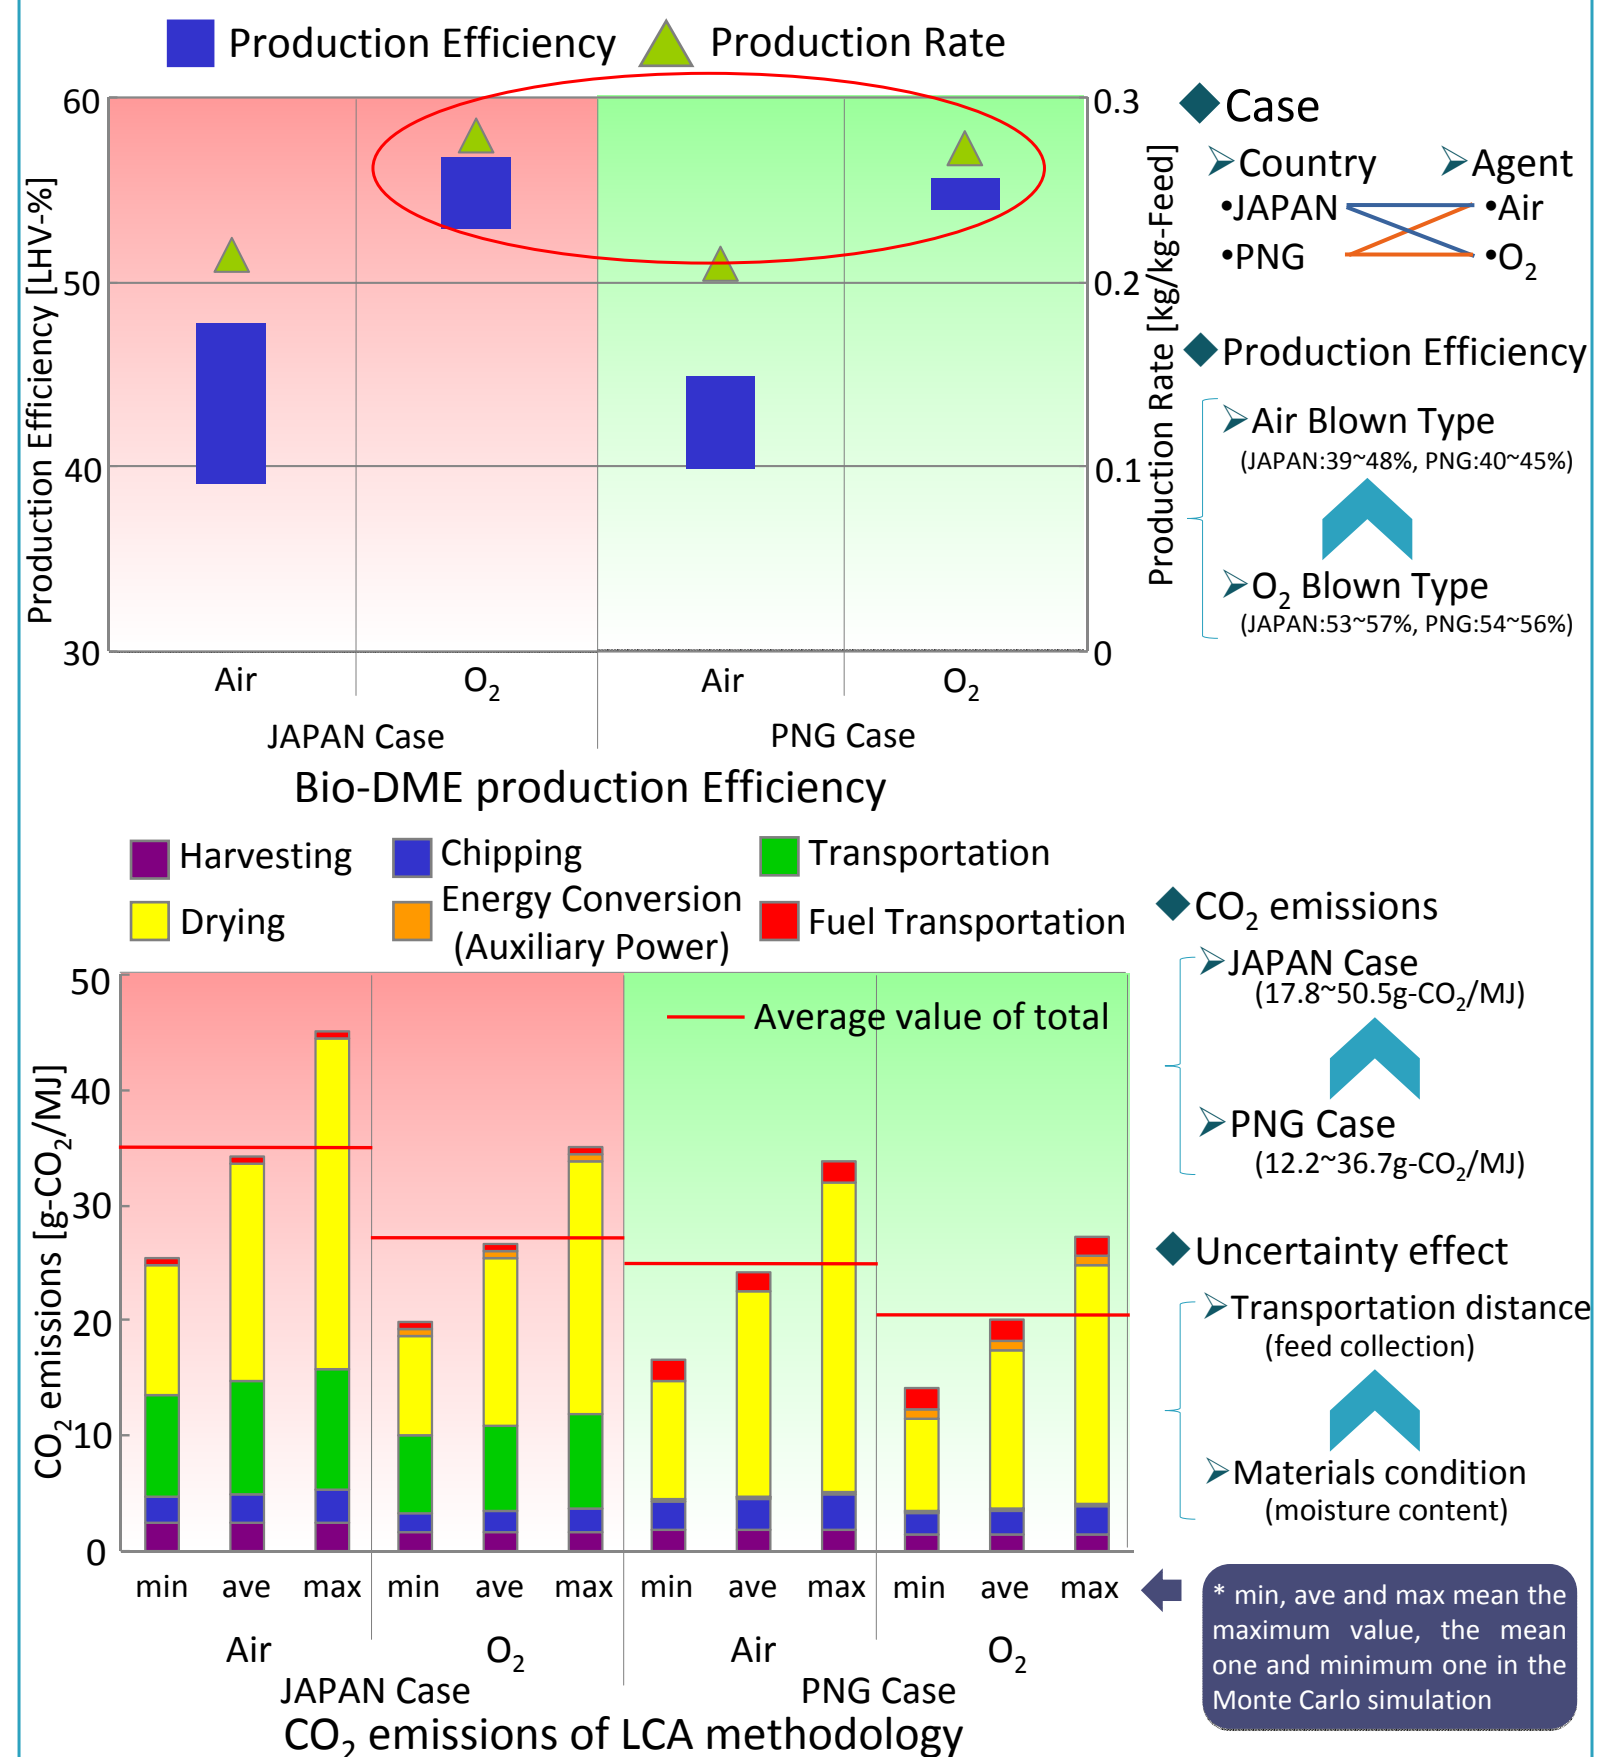 Production Efficiency Production Rate
Production Efficiency [LHV-%]
60
50
40
30
0.3
0.2
0.1
0
Production Rate [kg/kg-Feed]
Air O2 Air O2
JAPAN Case PNG Case
Bio-DME production Efficiency
◆Case
➢Country ➢Agent
•JAPAN •Air
•PNG •O2
◆Production Efficiency
➢Air Blown Type
(JAPAN:39~48%, PNG:40~45%)
➢O2 Blown Type
(JAPAN:53~57%, PNG:54~56%)
Harvesting Chipping Transportation
Drying Energy Conversion (Auxiliary Power) Fuel Transportation
CO2 emissions [g-CO2/MJ]
50
40
30
20
10
0
Average value of total
min ave max min ave max min ave max min ave max
Air O2 Air O2
JAPAN Case PNG Case
CO2 emissions of LCA methodology
◆CO2 emissions
➢JAPAN Case
(17.8~50.5g-CO2/MJ)
➢PNG Case
(12.2~36.7g-CO2/MJ)
◆Uncertainty effect
➢Transportation distance
(feed collection)
➢Materials condition
(moisture content)
* min, ave and max mean the
maximum value, the mean
one and minimum one in the
Monte Carlo simulation